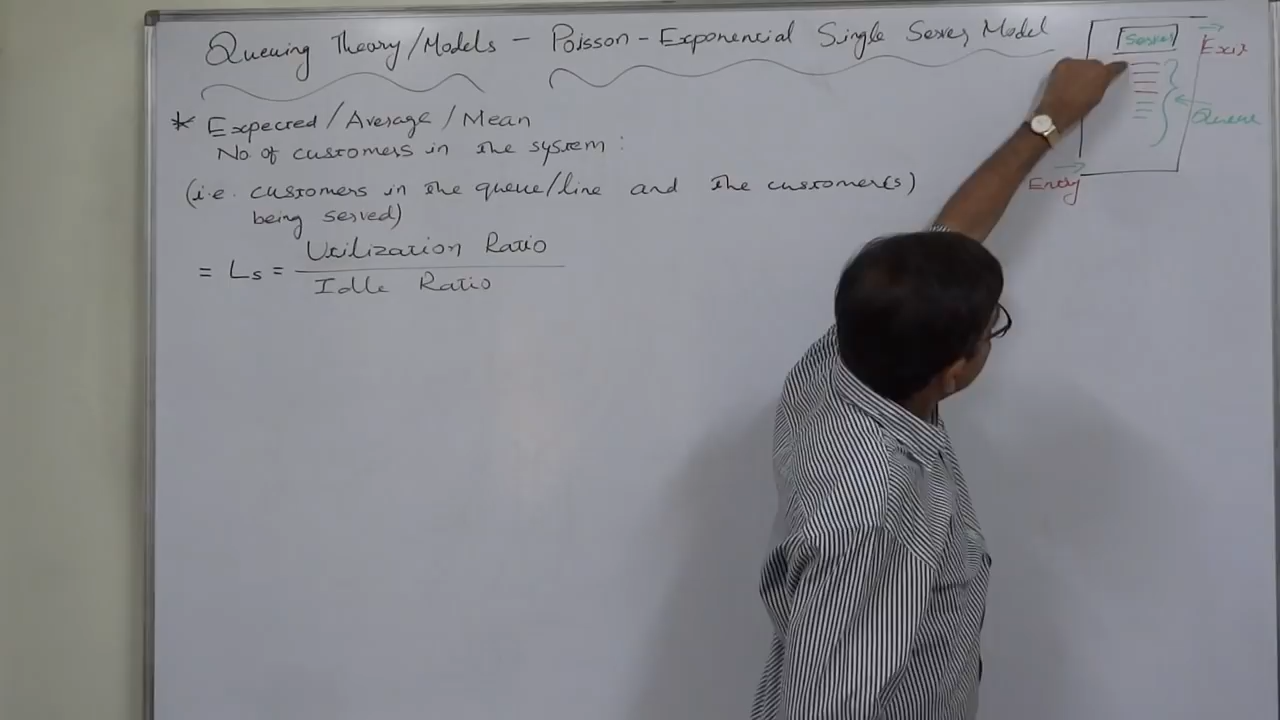 Queuing Theory/Models - Poisson-Exponential Single Server Model
* Expected/Average/Mean
No of customers in the system:
(i.e. customers in the queue/line and the customer(s)
being served)
= Ls = Utilization Ratio
Idle Ratio
Server
Exit
Queue
Entry